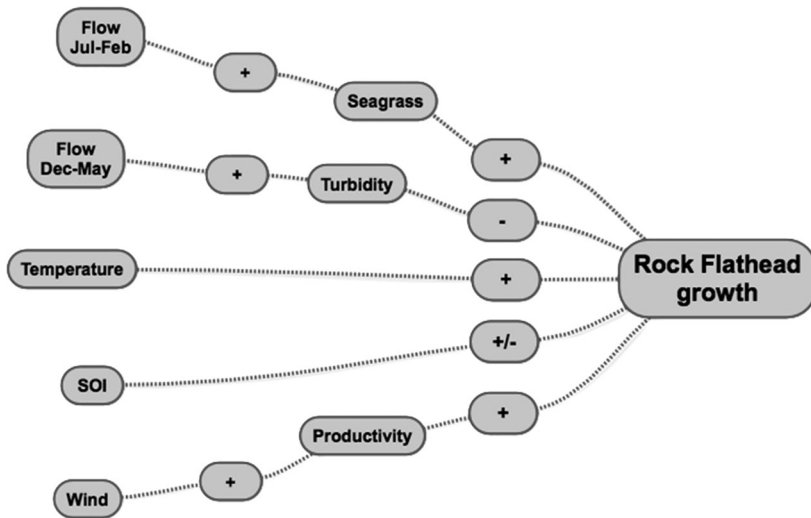 Flow
Jul-Feb
+
Seagrass
+
Flow
Dec-May
+
Turbidity
-
Temperature
+
Rock Flathead
growth
SOI
+/-
Wind
+
Productivity
+